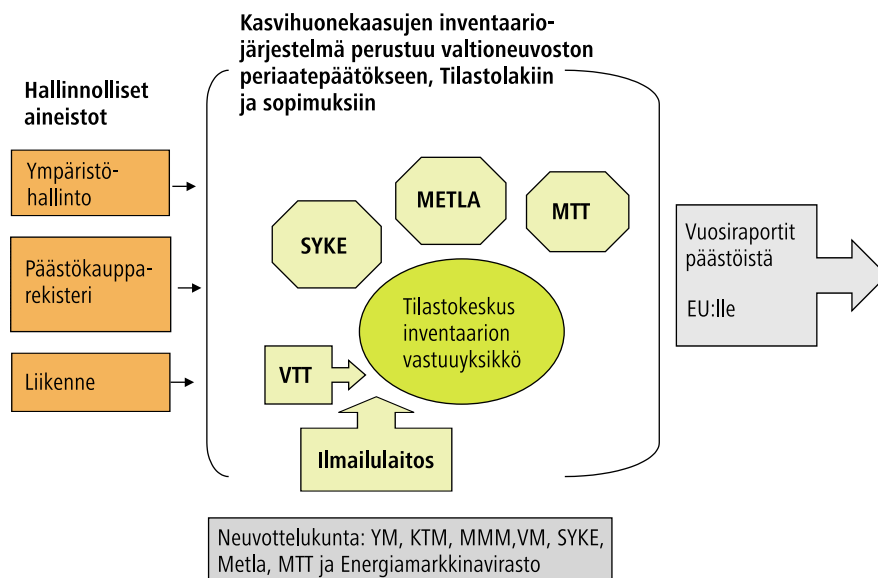 Kasvihuonekaasujen inventaario-
järjestelmä perustuu valtioneuvoston
periaatepäätökseen, Tilastolakiin
ja sopimuksiin
Hallinnolliset
aineistot
Ympäristö-
hallinto
Päästökauppa-
rekisteri
Liikenne
SYKE
METLA
MTT
Tilastokeskus
inventaarion
vastuuyksikkö
VTT
Ilmailulaitos
Vuosiraportit
päästöistä
EU:lle
Neuvottelukunta: YM, KTM, MMM,VM, SYKE,
Metla, MTT ja Energiamarkkinavirasto